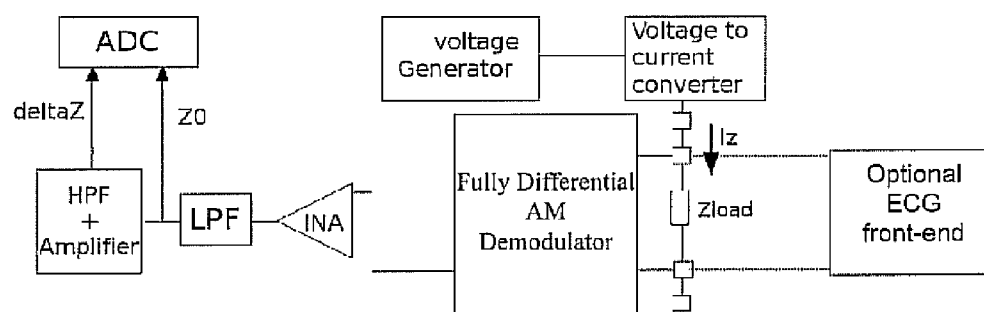 ADC
deltaZ
Z0
HPF
+
Amplifier
LPF
INA
voltage
Generator
Voltage to
current
converter
Iz
Fully Differential
AM
Demodulator
Zload
Optional
ECG
front-end